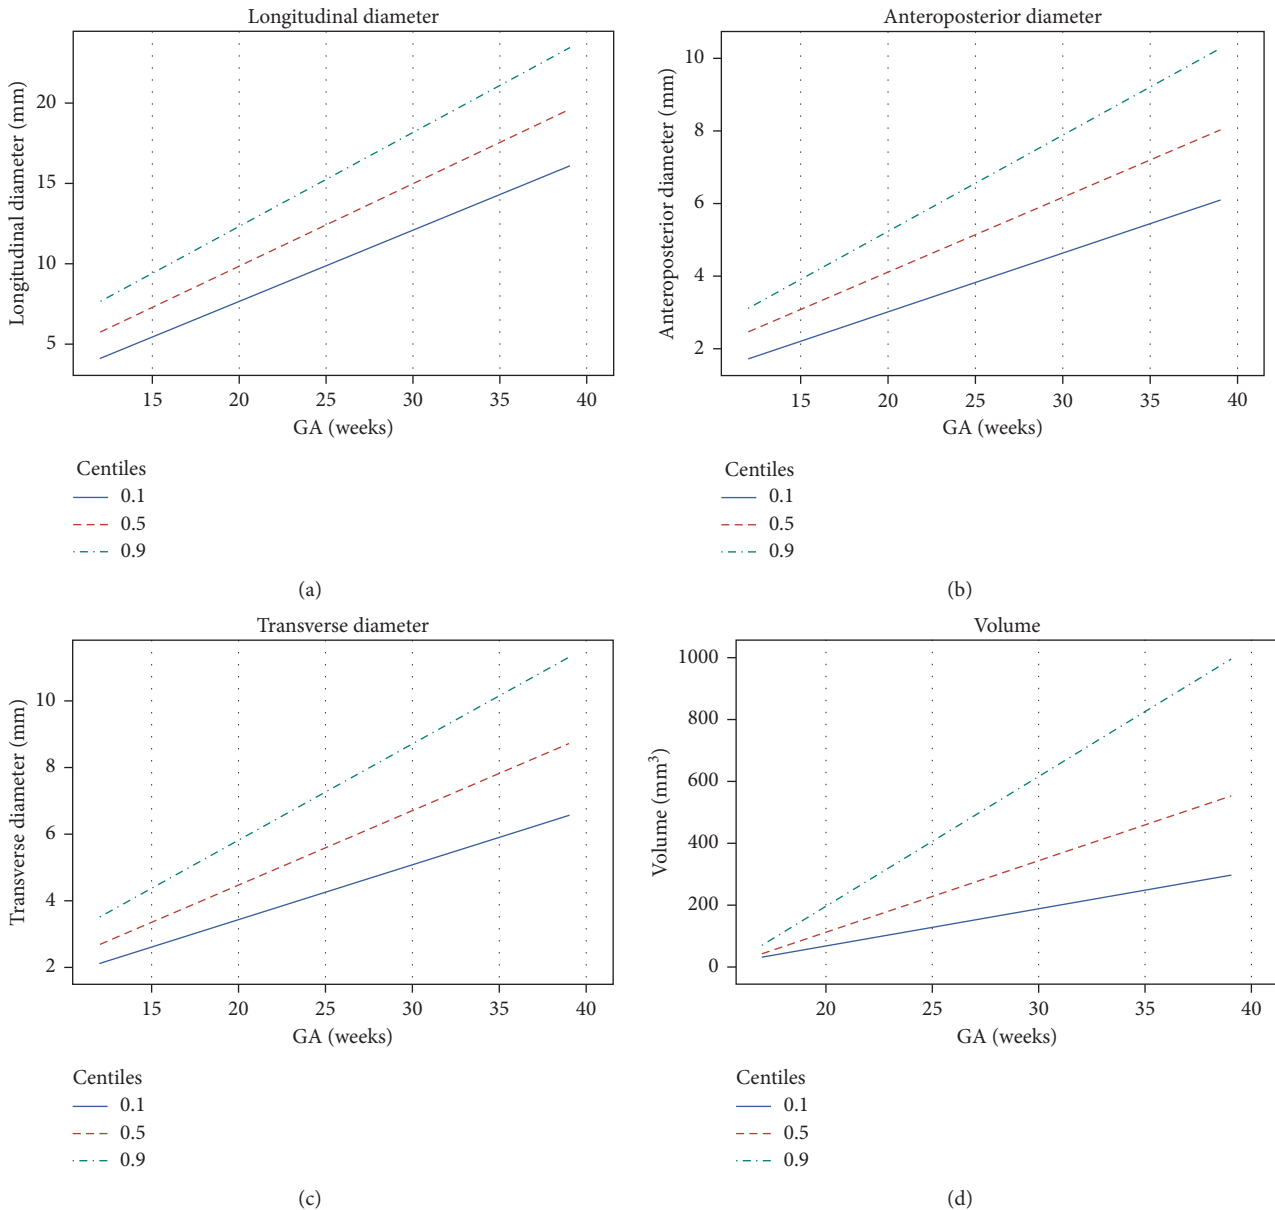 Longitudinal diameter
Longitudinal diameter (mm)
20
15
10
5
15 20 25 30 35 40
GA (weeks)
Centiles
0.1
0.5
0.9
(a)
Anteroposterior diameter
Anteroposterior diameter (mm)
10
8
6
4
2
15 20 25 30 35 40
GA (weeks)
Centiles
0.1
0.5
0.9
(b)
Transverse diameter
Transverse diameter (mm)
10
8
6
4
2
15 20 25 30 35 40
GA (weeks)
Centiles
0.1
0.5
0.9
(c)
Volume
Volume (mm³)
1000
800
600
400
200
0
20 25 30 35 40
GA (weeks)
Centiles
0.1
0.5
0.9
(d)